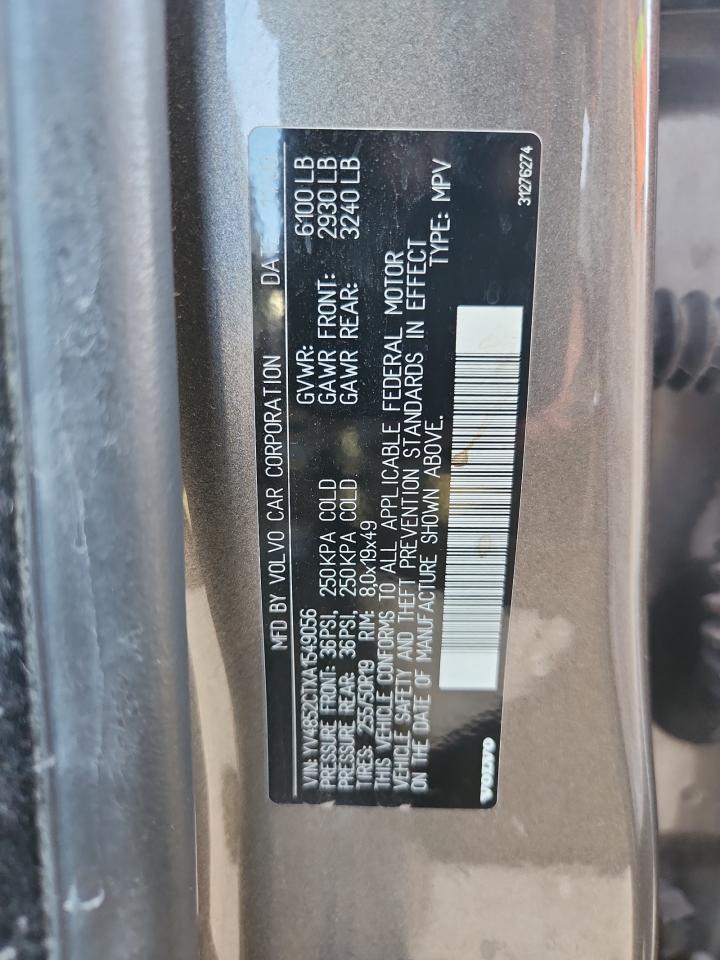 MFD BY VOLVO CAR CORPORATION DA
VIN: YV4852CTXA1549056 GVWR: 6100 LB
PRESSURE FRONT: 36PSI, 250KPA COLD GAWR FRONT: 2930 LB
PRESSURE REAR: 36PSI, 250KPA COLD GAWR REAR: 3240 LB
TIRES: 255/50R19 RIM: 8,0x19x49
THIS VEHICLE CONFORMS TO ALL APPLICABLE FEDERAL MOTOR
VEHICLE SAFETY AND THEFT PREVENTION STANDARDS IN EFFECT
ON THE DATE OF MANUFACTURE SHOWN ABOVE. TYPE: MPV
VOLVO 31276274